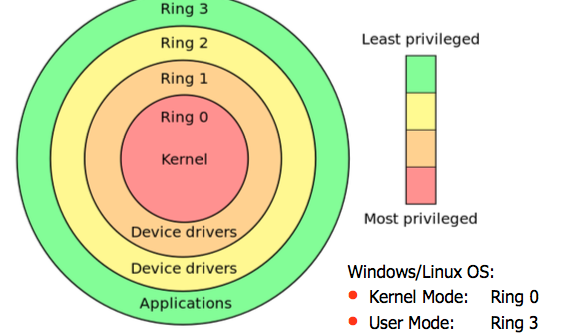 Ring 3
Ring 2
Ring 1
Ring 0
Kernel
Device drivers
Device drivers
Applications
Least privileged
Most privileged
Windows/Linux OS:
Kernel Mode: Ring 0
User Mode: Ring 3